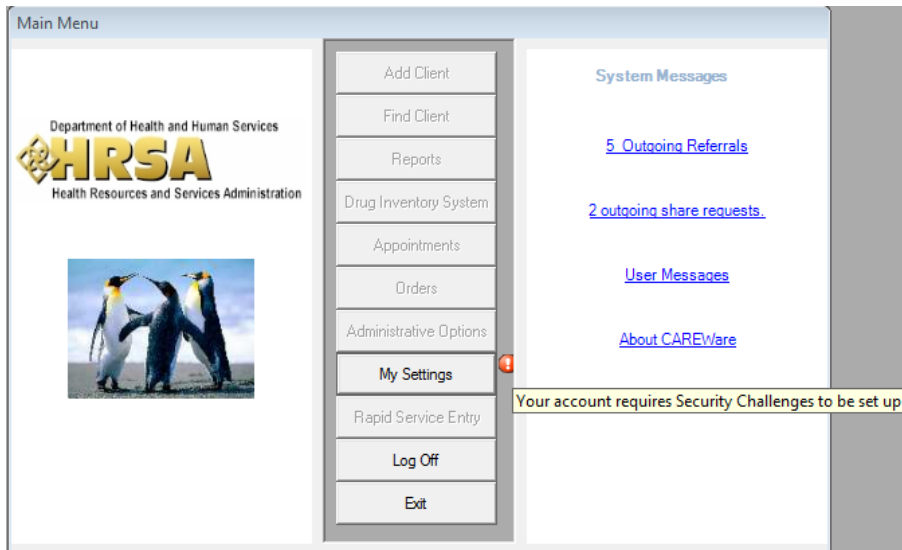 Main Menu
Department of Health and Human Services
HRSA
Health Resources and Services Administration
Add Client
Find Client
Reports
Drug Inventory System
Appointments
Orders
Administrative Options
My Settings
Rapid Service Entry
Log Off
Exit
System Messages
5 Outgoing Referrals
2 outgoing share requests.
User Messages
About CAREWare
Your account requires Security Challenges to be set up